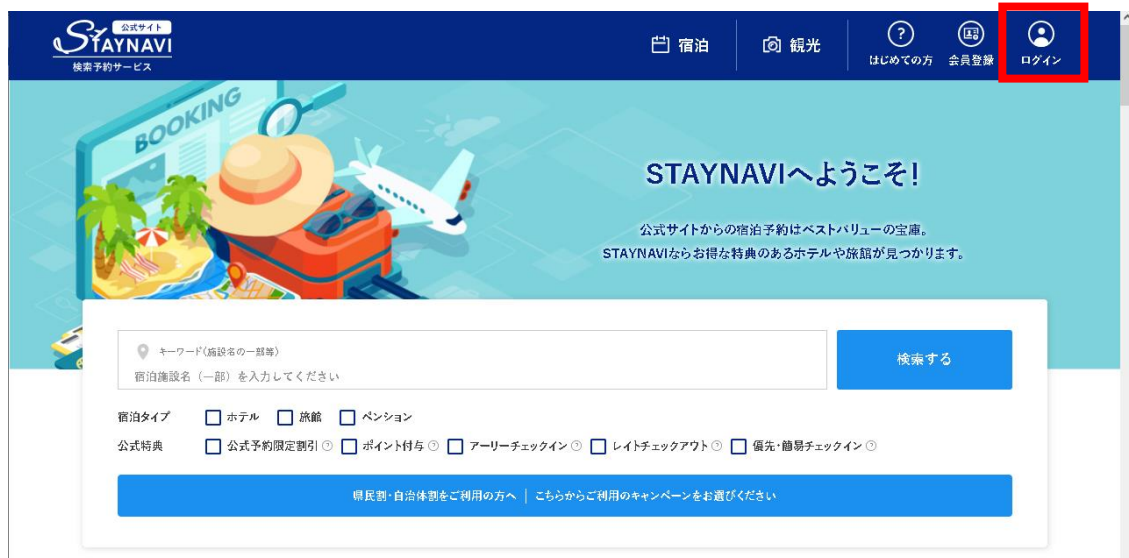 公式サイト
STAYNAVI
検索予約サービス
宿泊
観光
はじめての方
会員登録
ログイン
BOOKING
STAYNAVIへようこそ!
公式サイトからの宿泊予約はベストバリューの宝庫。
STAYNAVIならお得な特典のあるホテルや旅館が見つかります。
キーワード(施設名の一部等)
宿泊施設名（一部）を入力してください
検索する
宿泊タイプ ホテル 旅館 ペンション
公式特典 公式予約限定割引 ? ポイント付与 ? アーリーチェックイン ? レイトチェックアウト ? 優先・簡易チェックイン ?
県民割・自治体割をご利用の方へ | こちらからご利用のキャンペーンをお選びください